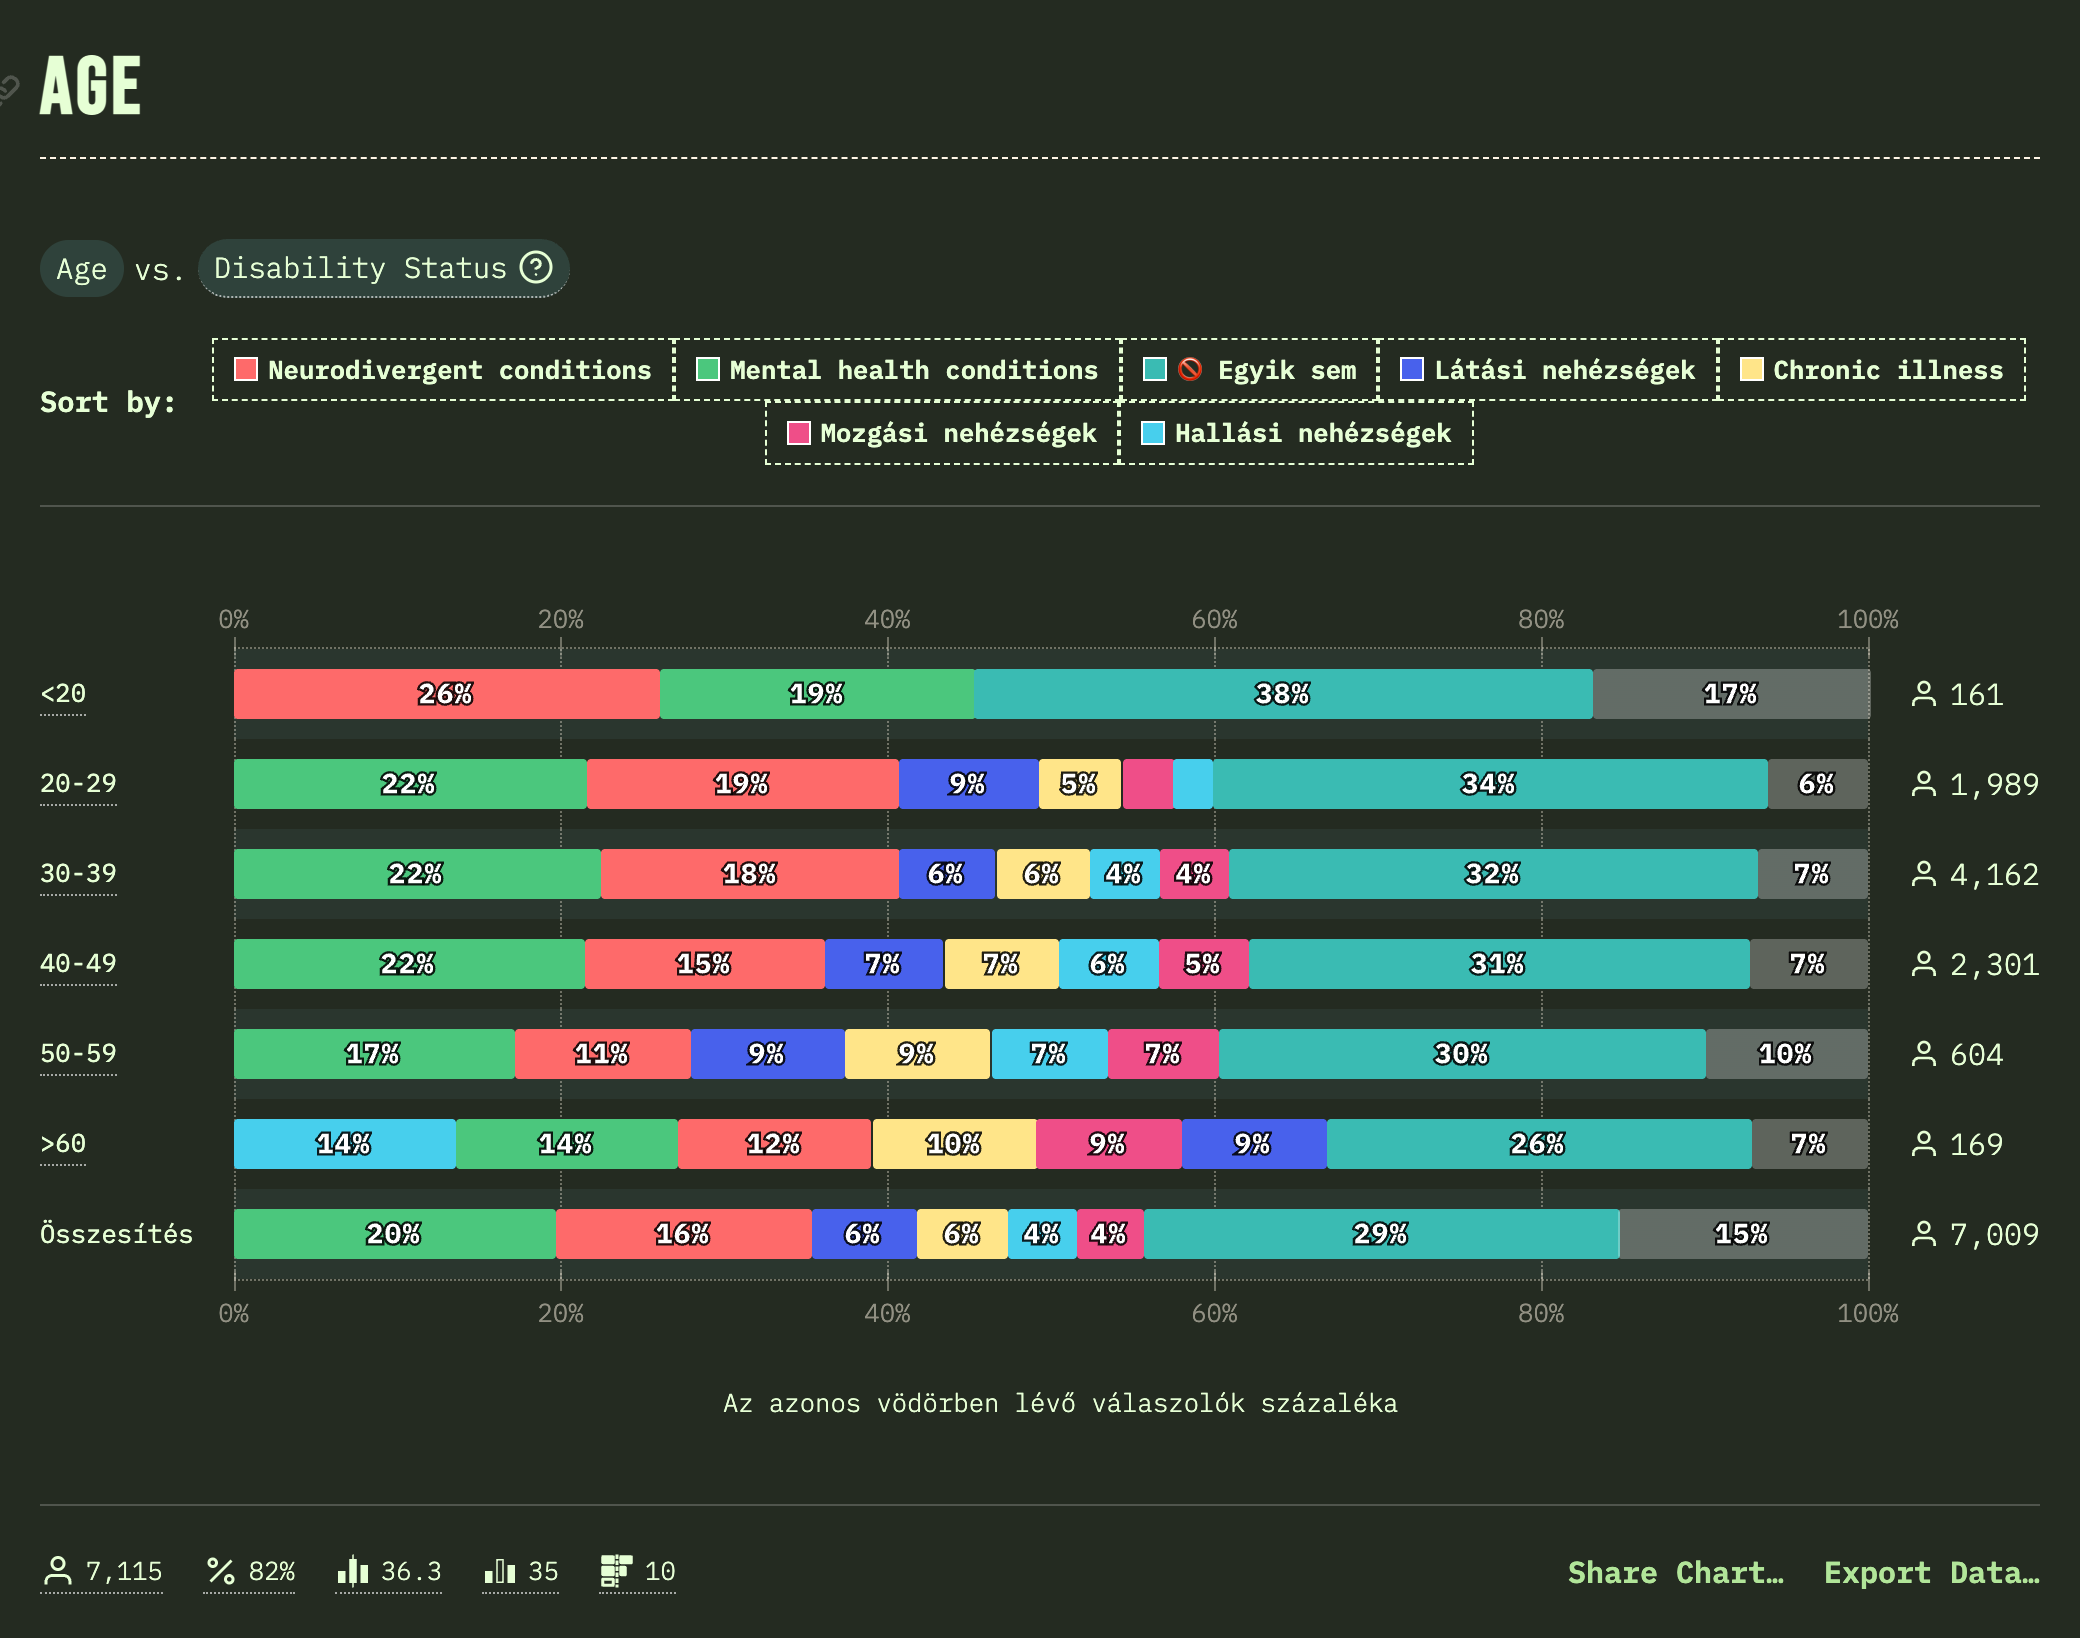 AGE
Age vs. Disability Status ?
Neurodivergent conditions Mental health conditions 🚫 Egyik sem Látási nehézségek Chronic illness
Sort by:
Mozgási nehézségek Hallási nehézségek
0% 20% 40% 60% 80% 100%
<20 26% 19% 38% 17% 161
20-29 22% 19% 9% 5% 34% 6% 1,989
30-39 22% 18% 6% 6% 4% 4% 32% 7% 4,162
40-49 22% 15% 7% 7% 6% 5% 31% 7% 2,301
50-59 17% 11% 9% 9% 7% 7% 30% 10% 604
>60 14% 14% 12% 10% 9% 9% 26% 7% 169
Összesítés 20% 16% 6% 6% 4% 4% 29% 15% 7,009
0% 20% 40% 60% 80% 100%
Az azonos vödörben lévő válaszolók százaléka
7,115 82% 36.3 35 10 Share Chart… Export Data…